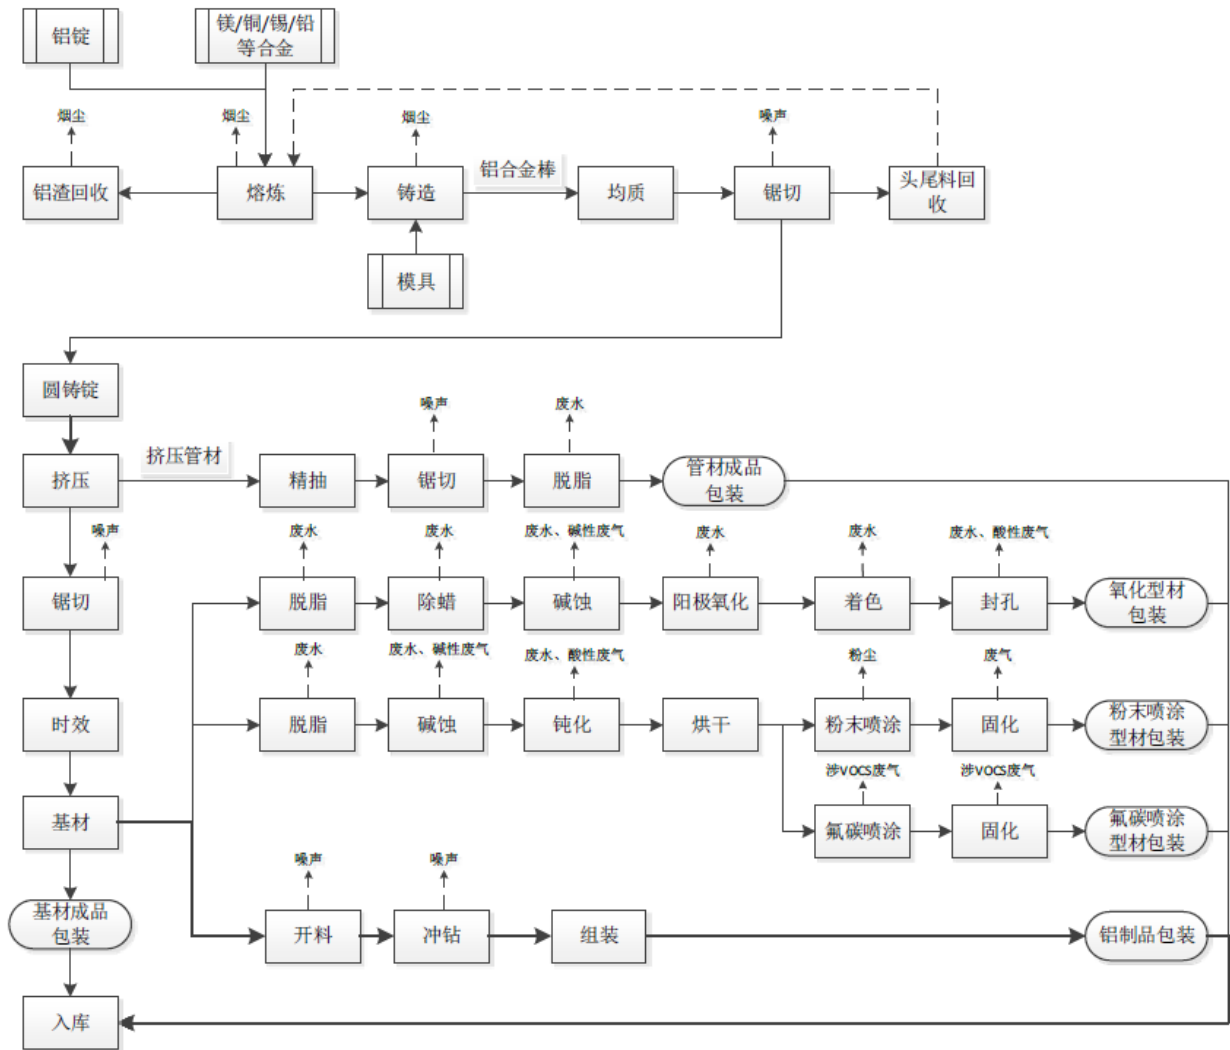 铝锭
镁/铜/锡/铅
等合金
烟尘
烟尘
烟尘
噪声
铝渣回收
熔炼
铸造
铝合金棒
均质
锯切
头尾料回
收
模具
圆铸锭
噪声
废水
挤压
挤压管材
精抽
锯切
脱脂
管材成品
包装
噪声
废水
废水
废水、碱性废气
废水
废水
废水、酸性废气
锯切
脱脂
除蜡
碱蚀
阳极氧化
着色
封孔
氧化型材
包装
废水
废水、碱性废气
废水、酸性废气
粉尘
废气
时效
脱脂
碱蚀
钝化
烘干
粉末喷涂
固化
粉末喷涂
型材包装
涉VOCS废气
涉VOCS废气
基材
氟碳喷涂
固化
氟碳喷涂
型材包装
噪声
噪声
基材成品
包装
开料
冲钻
组装
铝制品包装
入库